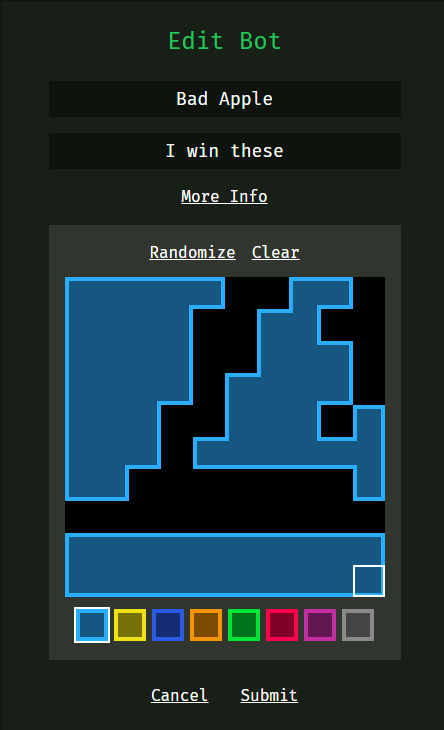 Edit Bot
Bad Apple
I win these
More Info
Randomize Clear
Cancel Submit